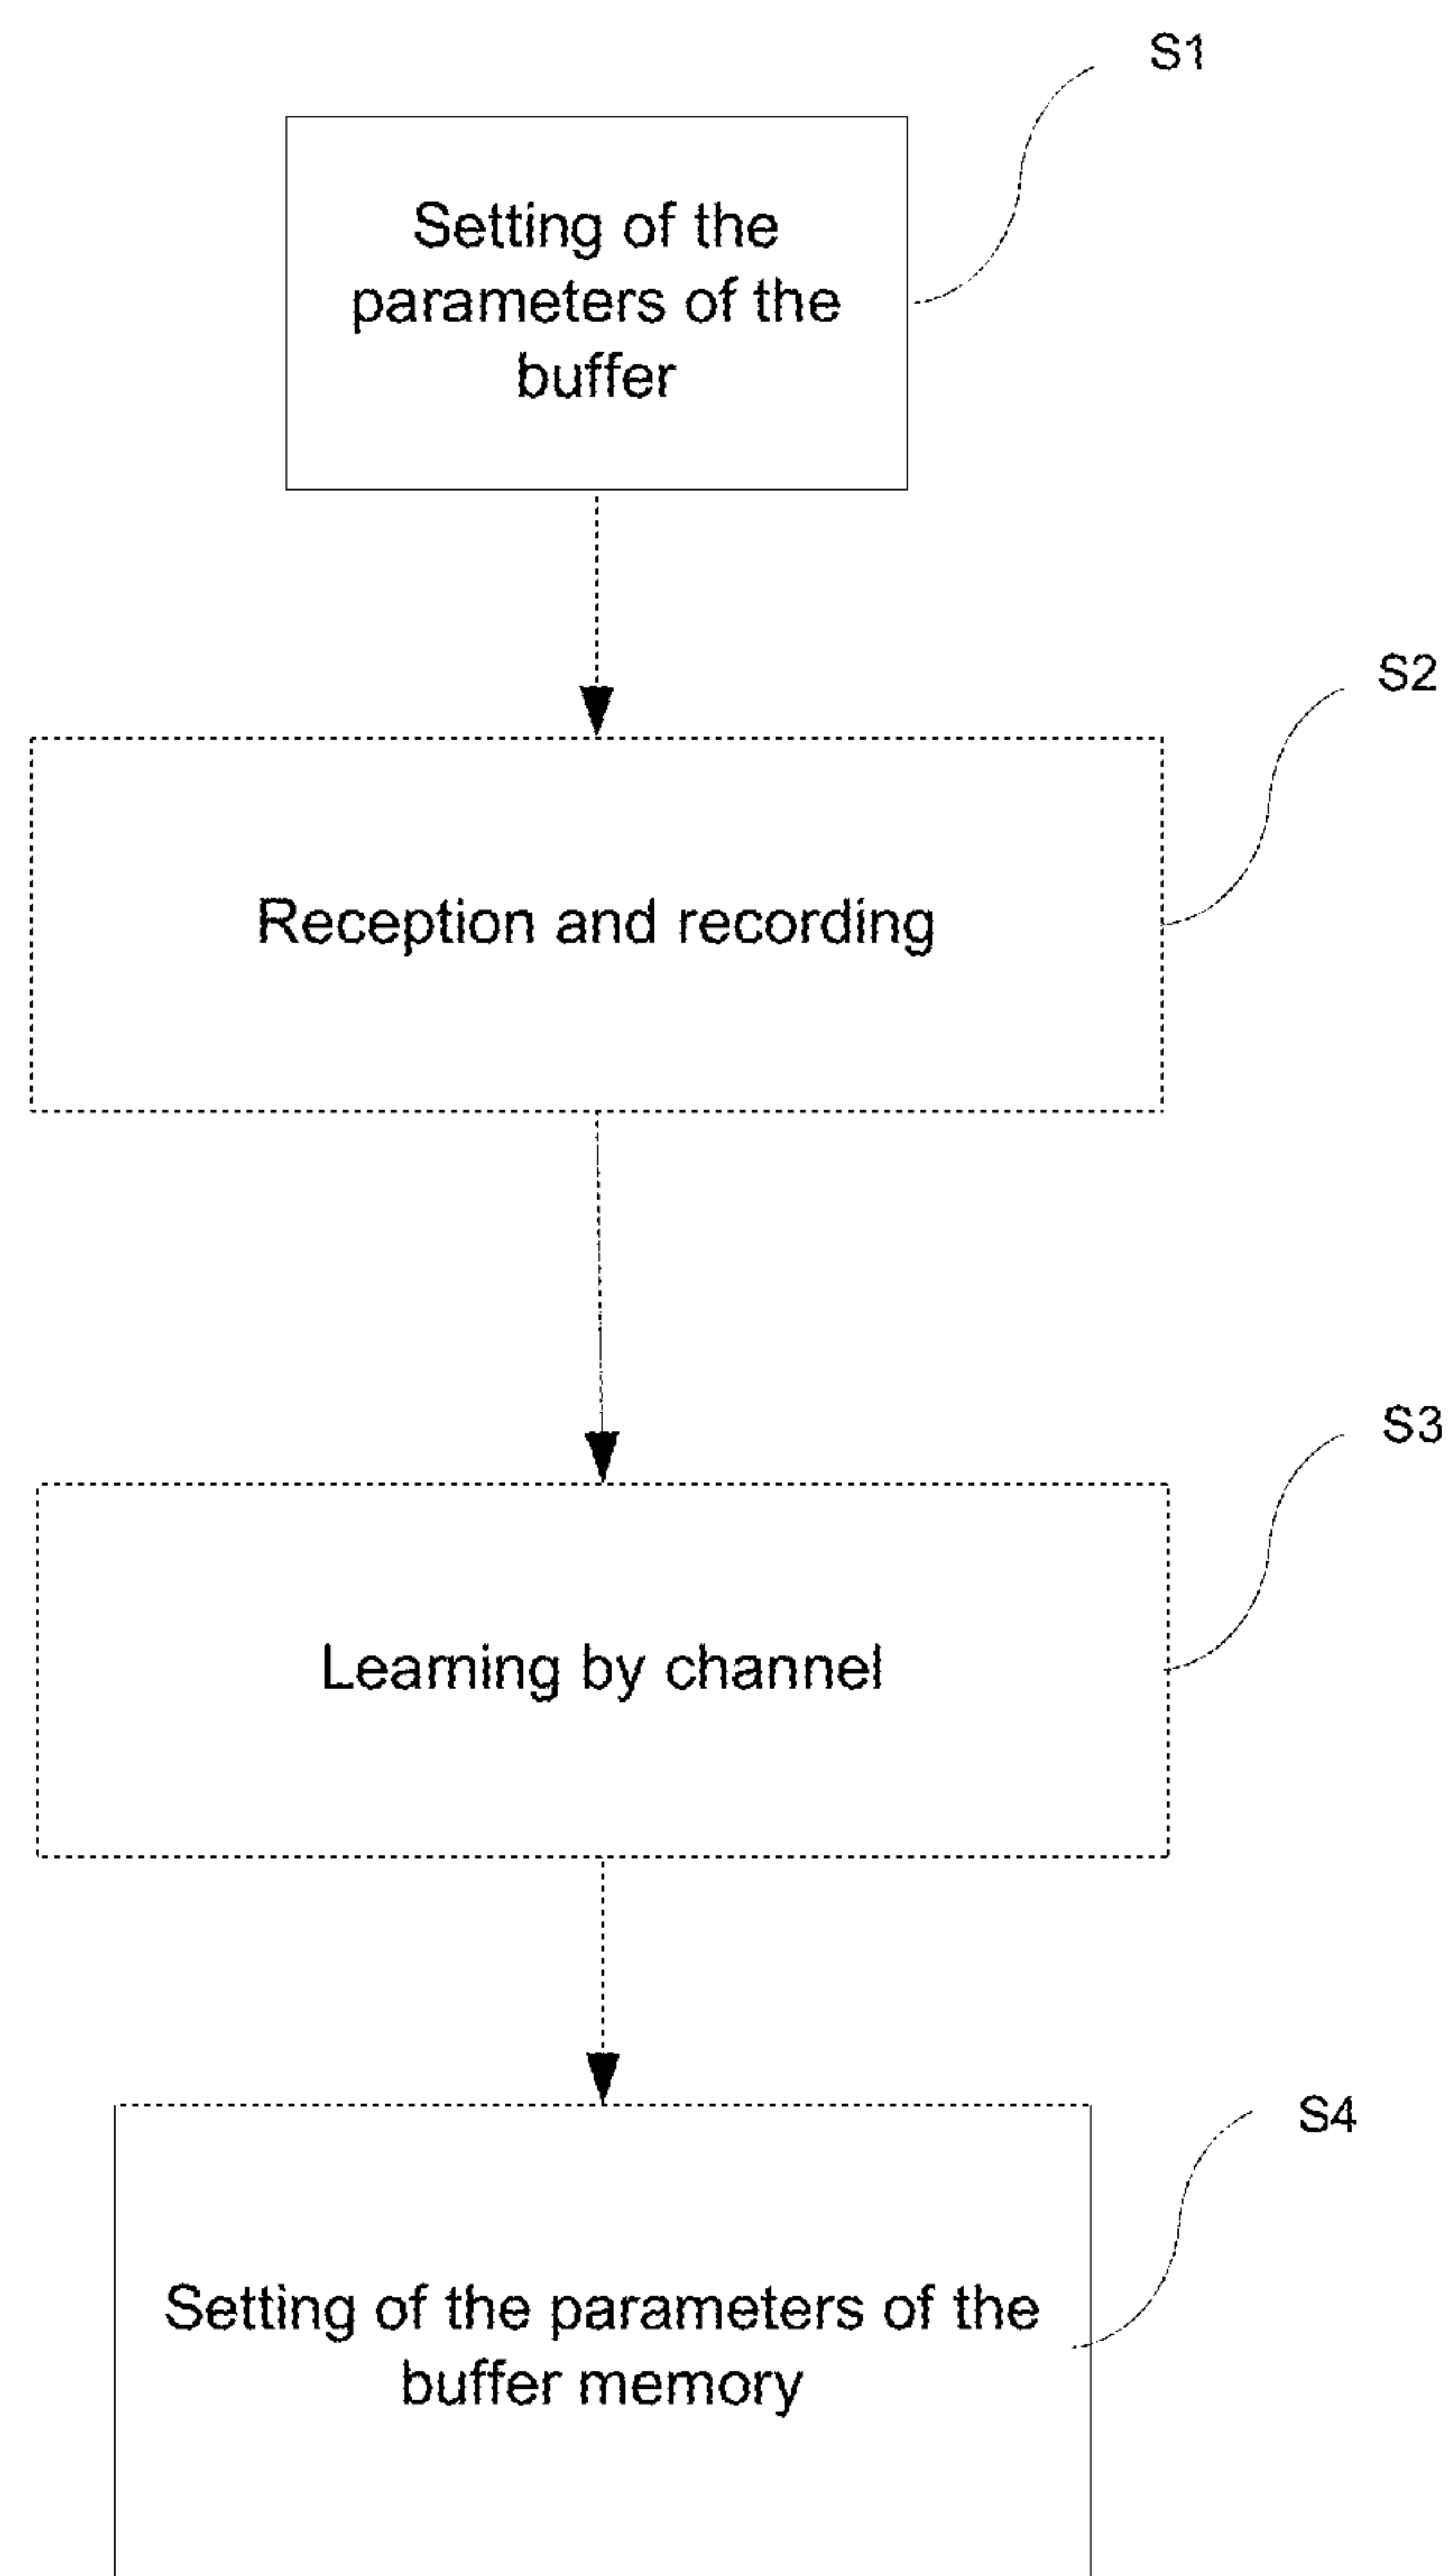 S1
Setting of the
parameters of the
buffer
S2
Reception and recording
S3
Learning by channel
S4
Setting of the parameters of the
buffer memory